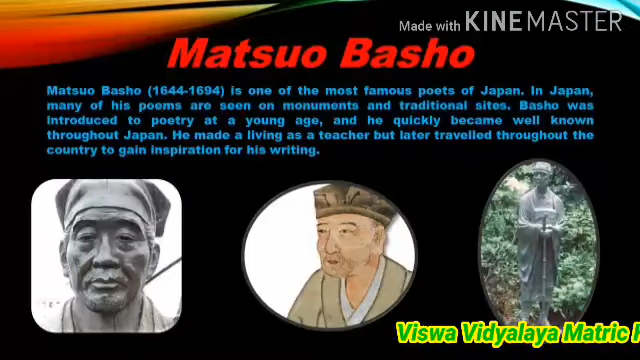 Made with KINEMASTER
Matsuo Basho
Matsuo Basho (1644-1694) is one of the most famous poets of Japan. In Japan,
many of his poems are seen on monuments and traditional sites. Basho was
introduced to poetry at a young age, and he quickly became well known
throughout Japan. He made a living as a teacher but later travelled throughout the
country to gain inspiration for his writing.
Viswa Vidyalaya Matric